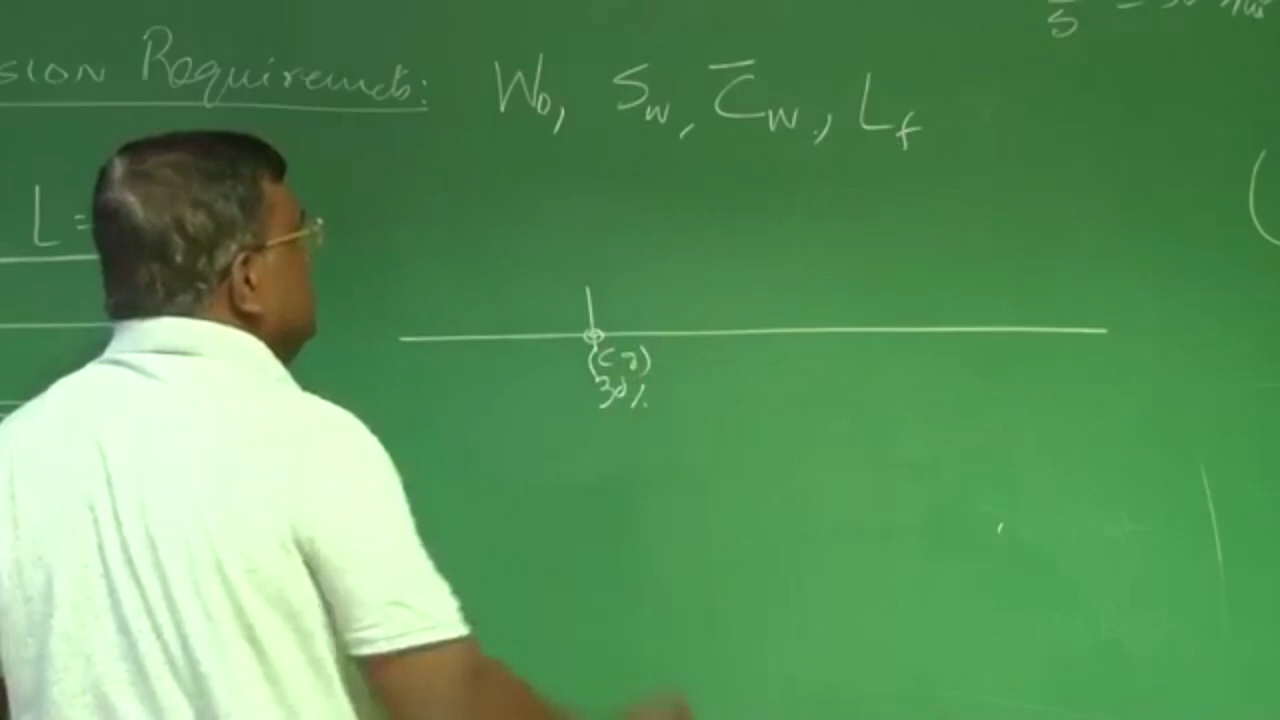 SION Requirements: W₀, Sw, C̅w., Lf
L =
(cg)
30%